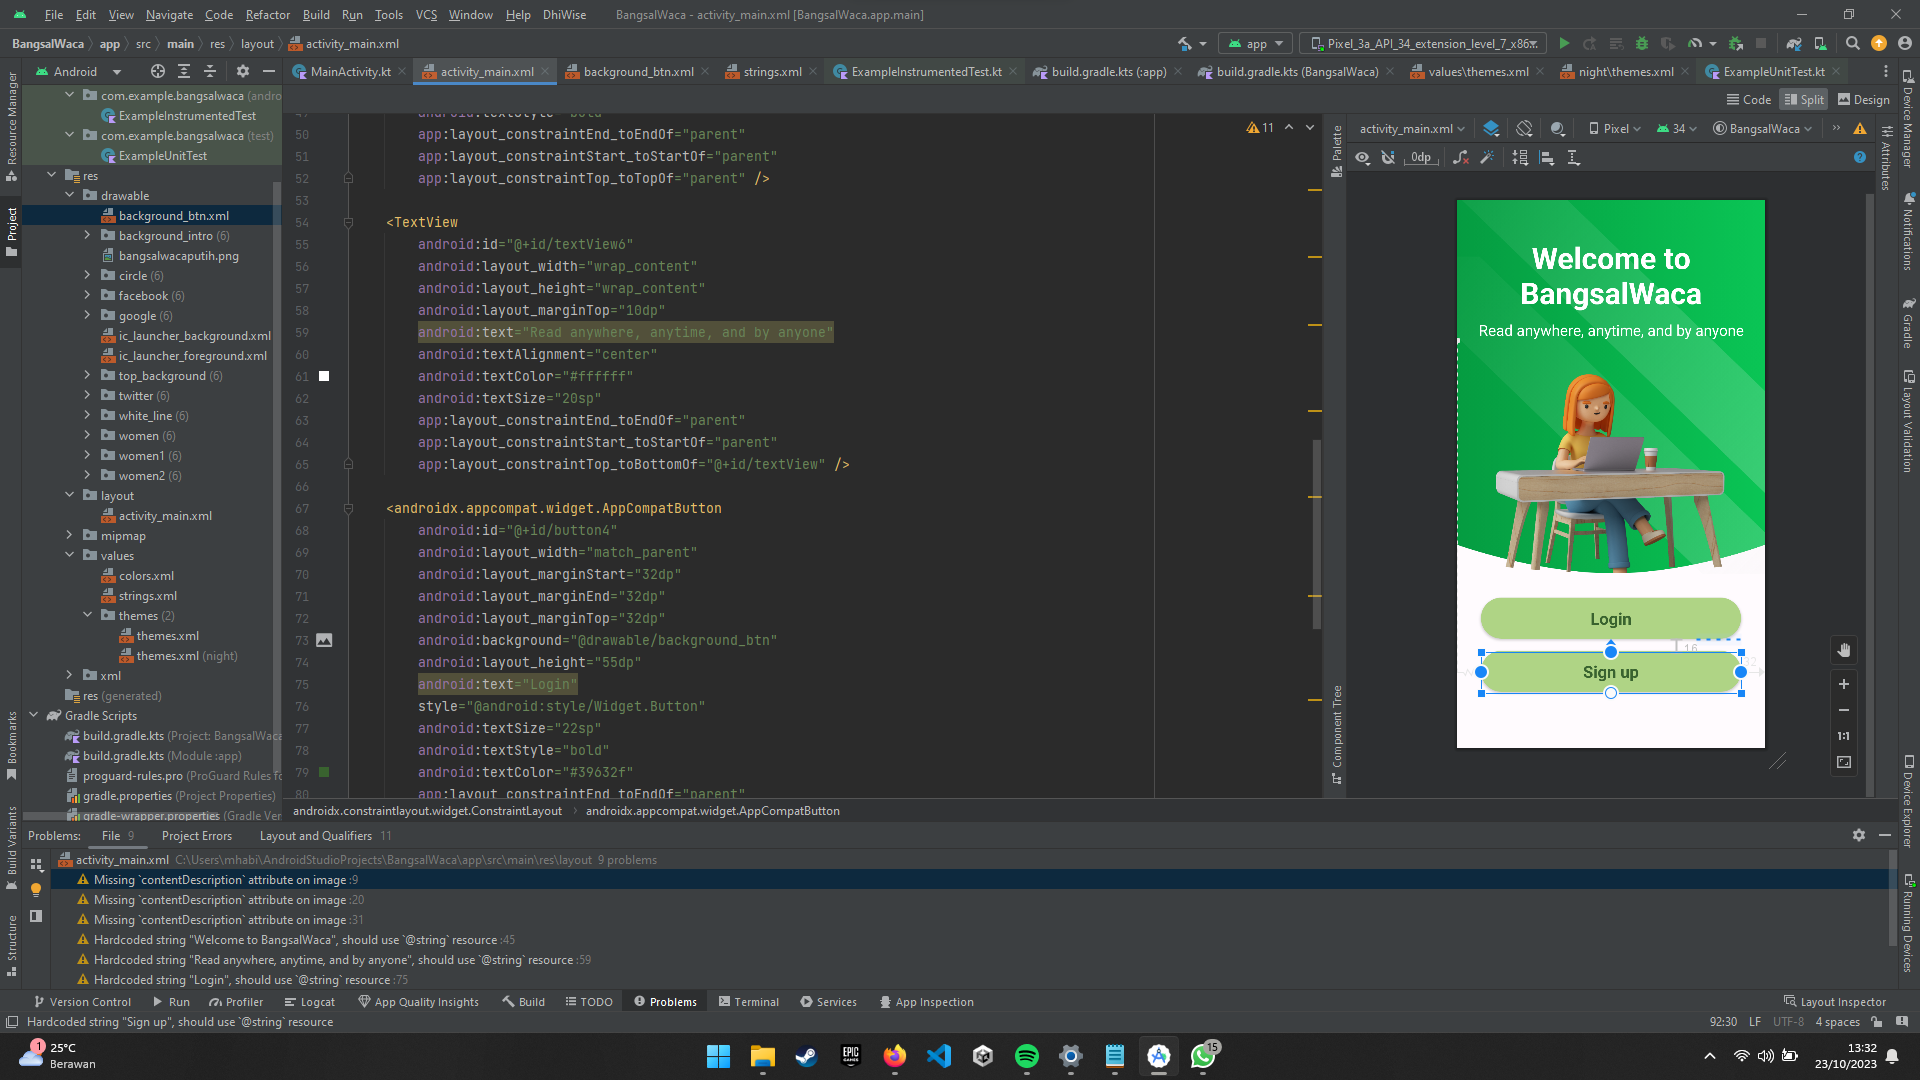 File Edit View Navigate Code Refactor Build Run Tools VCS Window Help DhiWise BangsalWaca - activity_main.xml [BangsalWaca.app.main]
BangsalWaca app src main res layout activity_main.xml
app Pixel_3a_API_34_extension_level_7_x86
Android
MainActivity.kt activity_main.xml background_btn.xml strings.xml ExampleInstrumentedTest.kt build.gradle.kts (:app) build.gradle.kts (BangsalWaca) values\themes.xml night\themes.xml ExampleUnitTest.kt
Code Split Design
Resource Manager
Project
Bookmarks
Build Variants
Structure
com.example.bangsalwaca (andro
ExampleInstrumentedTest
com.example.bangsalwaca (test)
ExampleUnitTest
res
drawable
background_btn.xml
background_intro (6)
bangsalwacaputih.png
circle (6)
facebook (6)
google (6)
ic_launcher_background.xml
ic_launcher_foreground.xml
top_background (6)
twitter (6)
white_line (6)
women (6)
women1 (6)
women2 (6)
layout
activity_main.xml
mipmap
values
colors.xml
strings.xml
themes (2)
themes.xml
themes.xml (night)
xml
res (generated)
Gradle Scripts
build.gradle.kts (Project: BangsalWaca
build.gradle.kts (Module :app)
proguard-rules.pro (ProGuard Rules fo
gradle.properties (Project Properties)
gradle-wrapper.properties (Gradle Ver
11
49 android:textStyle="bold"
50 app:layout_constraintEnd_toEndOf="parent"
51 app:layout_constraintStart_toStartOf="parent"
52 app:layout_constraintTop_toTopOf="parent" />
53
54 <TextView
55 android:id="@+id/textView6"
56 android:layout_width="wrap_content"
57 android:layout_height="wrap_content"
58 android:layout_marginTop="10dp"
59 android:text="Read anywhere, anytime, and by anyone"
60 android:textAlignment="center"
61 android:textColor="#ffffff"
62 android:textSize="20sp"
63 app:layout_constraintEnd_toEndOf="parent"
64 app:layout_constraintStart_toStartOf="parent"
65 app:layout_constraintTop_toBottomOf="@+id/textView" />
66
67 <androidx.appcompat.widget.AppCompatButton
68 android:id="@+id/button4"
69 android:layout_width="match_parent"
70 android:layout_marginStart="32dp"
71 android:layout_marginEnd="32dp"
72 android:layout_marginTop="32dp"
73 android:background="@drawable/background_btn"
74 android:layout_height="55dp"
75 android:text="Login"
76 style="@android:style/Widget.Button"
77 android:textSize="22sp"
78 android:textStyle="bold"
79 android:textColor="#39632f"
80 app:layout_constraintEnd_toEndOf="parent"
androidx.constraintlayout.widget.ConstraintLayout androidx.appcompat.widget.AppCompatButton
Palette
Component Tree
activity_main.xml Pixel 34 BangsalWaca
0dp
Welcome to
BangsalWaca
Read anywhere, anytime, and by anyone
Login
16
Sign up
32
1:1
Attributes
Device Manager
Notifications
Gradle
Layout Validation
Device Explorer
Running Devices
Problems: File 9 Project Errors Layout and Qualifiers 11
activity_main.xml C:\Users\mhabi\AndroidStudioProjects\BangsalWaca\app\src\main\res\layout 9 problems
Missing `contentDescription` attribute on image :9
Missing `contentDescription` attribute on image :20
Missing `contentDescription` attribute on image :31
Hardcoded string "Welcome to BangsalWaca", should use `@string` resource :45
Hardcoded string "Read anywhere, anytime, and by anyone", should use `@string` resource :59
Hardcoded string "Login", should use `@string` resource :75
Version Control Run Profiler Logcat App Quality Insights Build TODO Problems Terminal Services App Inspection Layout Inspector
Hardcoded string "Sign up", should use `@string` resource 92:30 LF UTF-8 4 spaces
1
25°C
Berawan
EPIC GAMES
15
13:32
23/10/2023